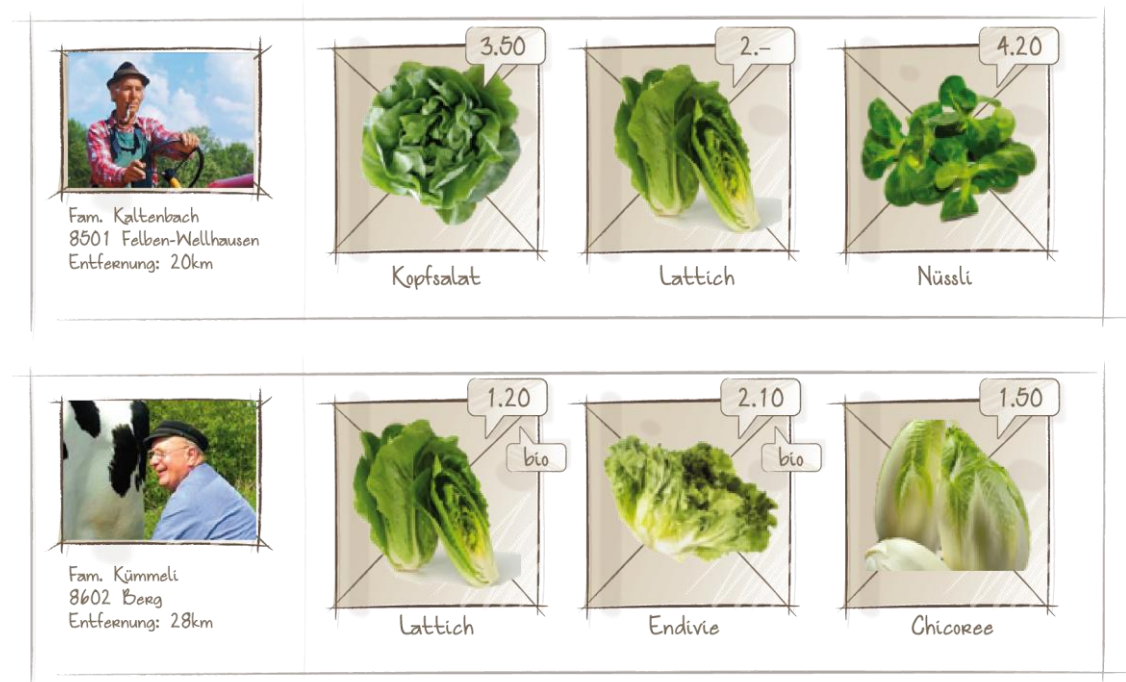 3.50
2.–
4.20
Fam. Kaltenbach
8501 Felben-Wellhausen
Entfernung: 20km
Kopfsalat
Lattich
Nüssli
1.20
bio
2.10
bio
1.50
Fam. Kümmeli
8602 Berg
Entfernung: 28km
Lattich
Endivie
Chicoree